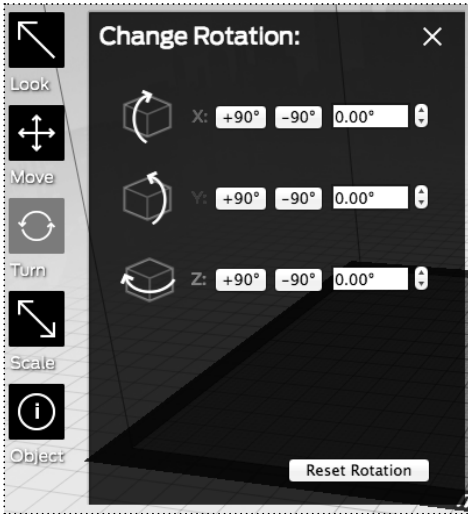 Change Rotation:
Look
X: +90° -90° 0.00°
Move
Y: +90° -90° 0.00°
Turn
Z: +90° -90° 0.00°
Scale
Object
Reset Rotation